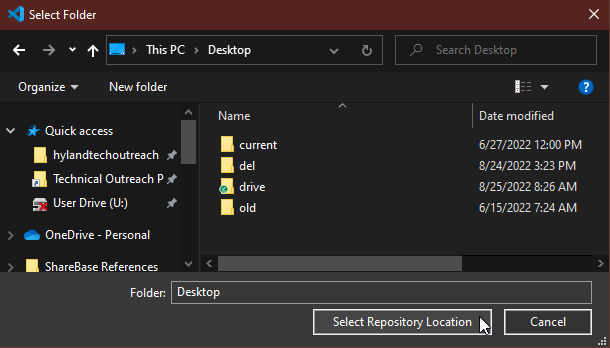 Select Folder
This PC > Desktop
Search Desktop
Organize
New folder
Name
Date modified
Quick access
hylandtechoutreach
Technical Outreach P
User Drive (U:)
OneDrive - Personal
ShareBase References
current 6/27/2022 12:00 PM
del 8/24/2022 3:23 PM
drive 8/25/2022 8:26 AM
old 6/15/2022 7:24 AM
Folder: Desktop
Select Repository Location
Cancel